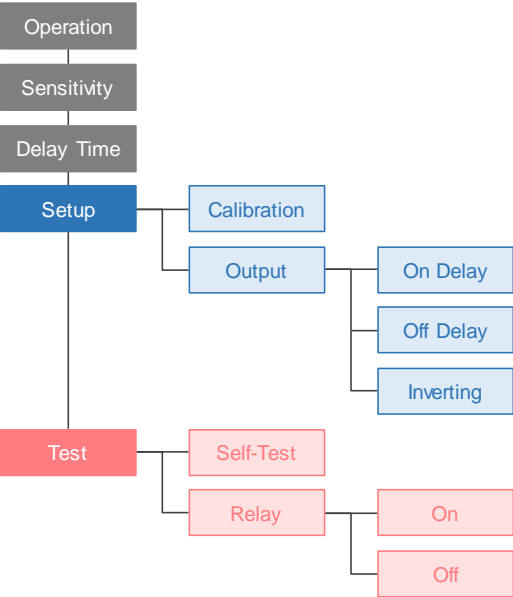 Operation
Sensitivity
Delay Time
Setup
Calibration
Output
On Delay
Off Delay
Inverting
Test
Self-Test
Relay
On
Off